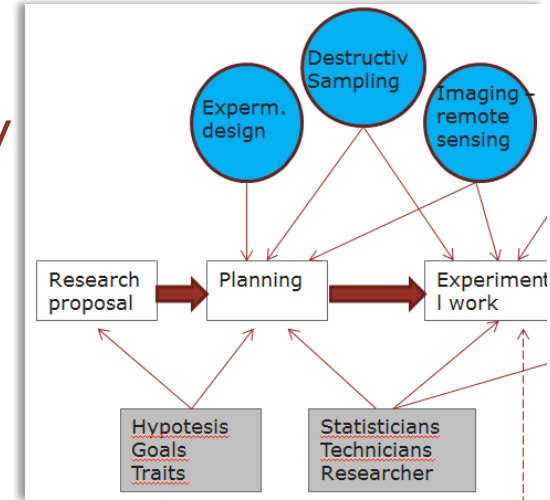 Destructiv
Sampling
Experm.
design
Imaging –
remote
sensing
y
Research
proposal
Planning
Experiment
l work
Hypotesis
Goals
Traits
Statisticians
Technicians
Researcher